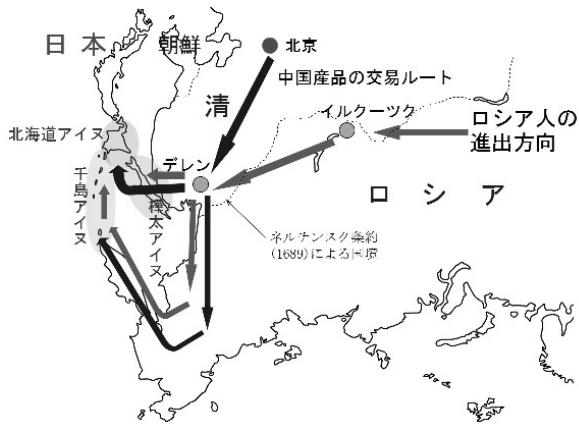 日本
朝鮮
北京
中国産品の交易ルート
清
イルクーツク
ロシア人の
進出方向
北海道アイヌ
デレン
千島アイヌ
樺太アイヌ
ロシア
ネルチンスク条約
(1689)による国境